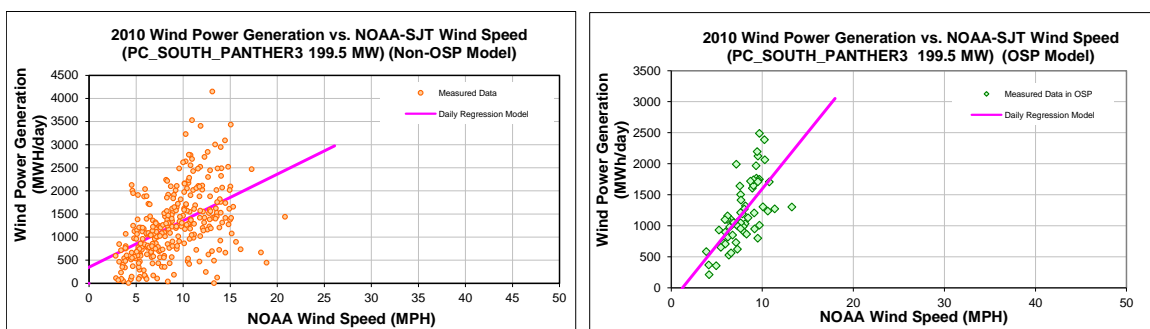 2010 Wind Power Generation vs. NOAA-SJT Wind Speed
(PC_SOUTH_PANTHER3 199.5 MW) (Non-OSP Model)
Wind Power Generation
(MWH/day)
4500
4000
3500
3000
2500
2000
1500
1000
500
0
Measured Data
Daily Regression Model
0 5 10 15 20 25 30 35 40 45 50
NOAA Wind Speed (MPH)
2010 Wind Power Generation vs. NOAA-SJT Wind Speed
(PC_SOUTH_PANTHER3 199.5 MW) (OSP Model)
Wind Power Generation
(MWh/day)
3500
3000
2500
2000
1500
1000
500
0
Measured Data in OSP
Daily Regression Model
0 10 20 30 40 50
NOAA Wind Speed (MPH)